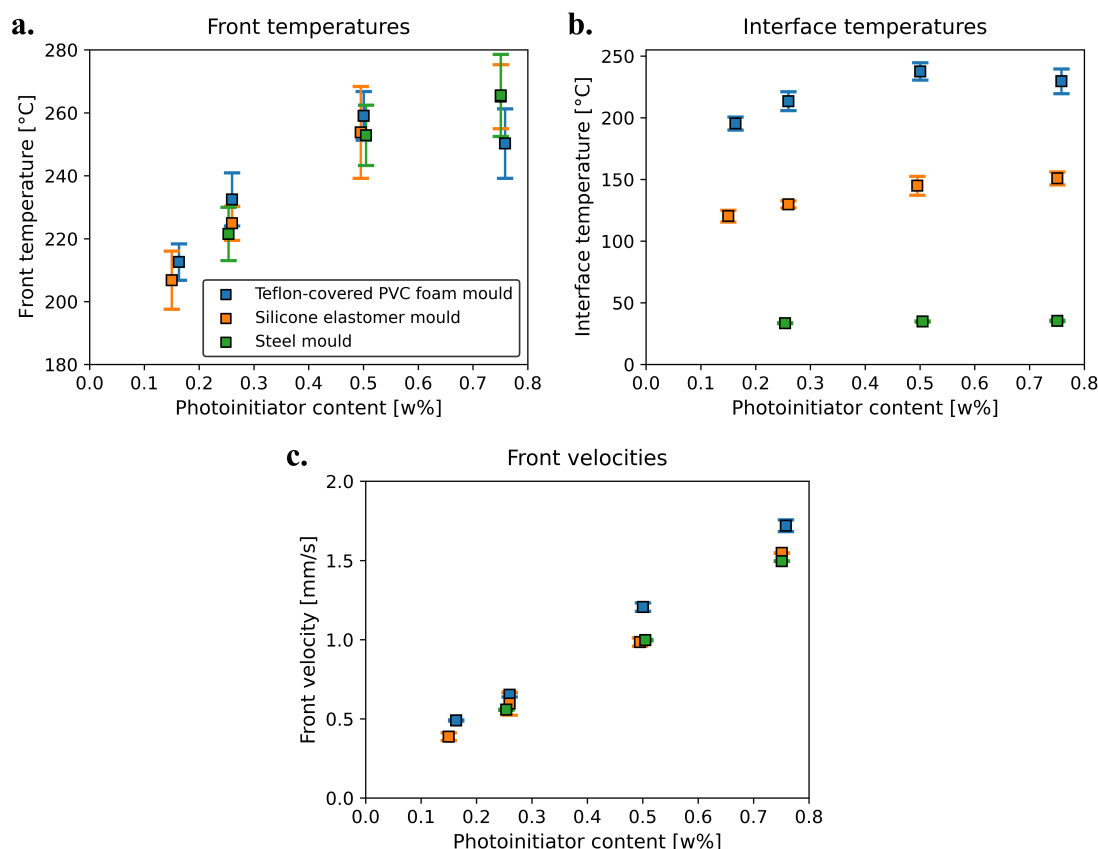 a.
Front temperatures
Front temperature [°C]
280
260
240
220
200
180
Teflon-covered PVC foam mould
Silicone elastomer mould
Steel mould
0.0 0.1 0.2 0.3 0.4 0.5 0.6 0.7 0.8
Photoinitiator content [w%]
b.
Interface temperatures
Interface temperature [°C]
250
200
150
100
50
0
0.0 0.1 0.2 0.3 0.4 0.5 0.6 0.7 0.8
Photoinitiator content [w%]
c.
Front velocities
Front velocity [mm/s]
2.0
1.5
1.0
0.5
0.0
0.0 0.1 0.2 0.3 0.4 0.5 0.6 0.7 0.8
Photoinitiator content [w%]